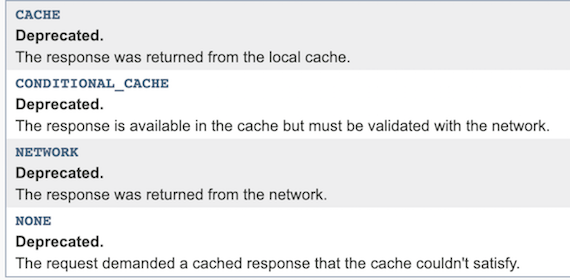 CACHE
Deprecated.
The response was returned from the local cache.
CONDITIONAL_CACHE
Deprecated.
The response is available in the cache but must be validated with the network.
NETWORK
Deprecated.
The response was returned from the network.
NONE
Deprecated.
The request demanded a cached response that the cache couldn't satisfy.